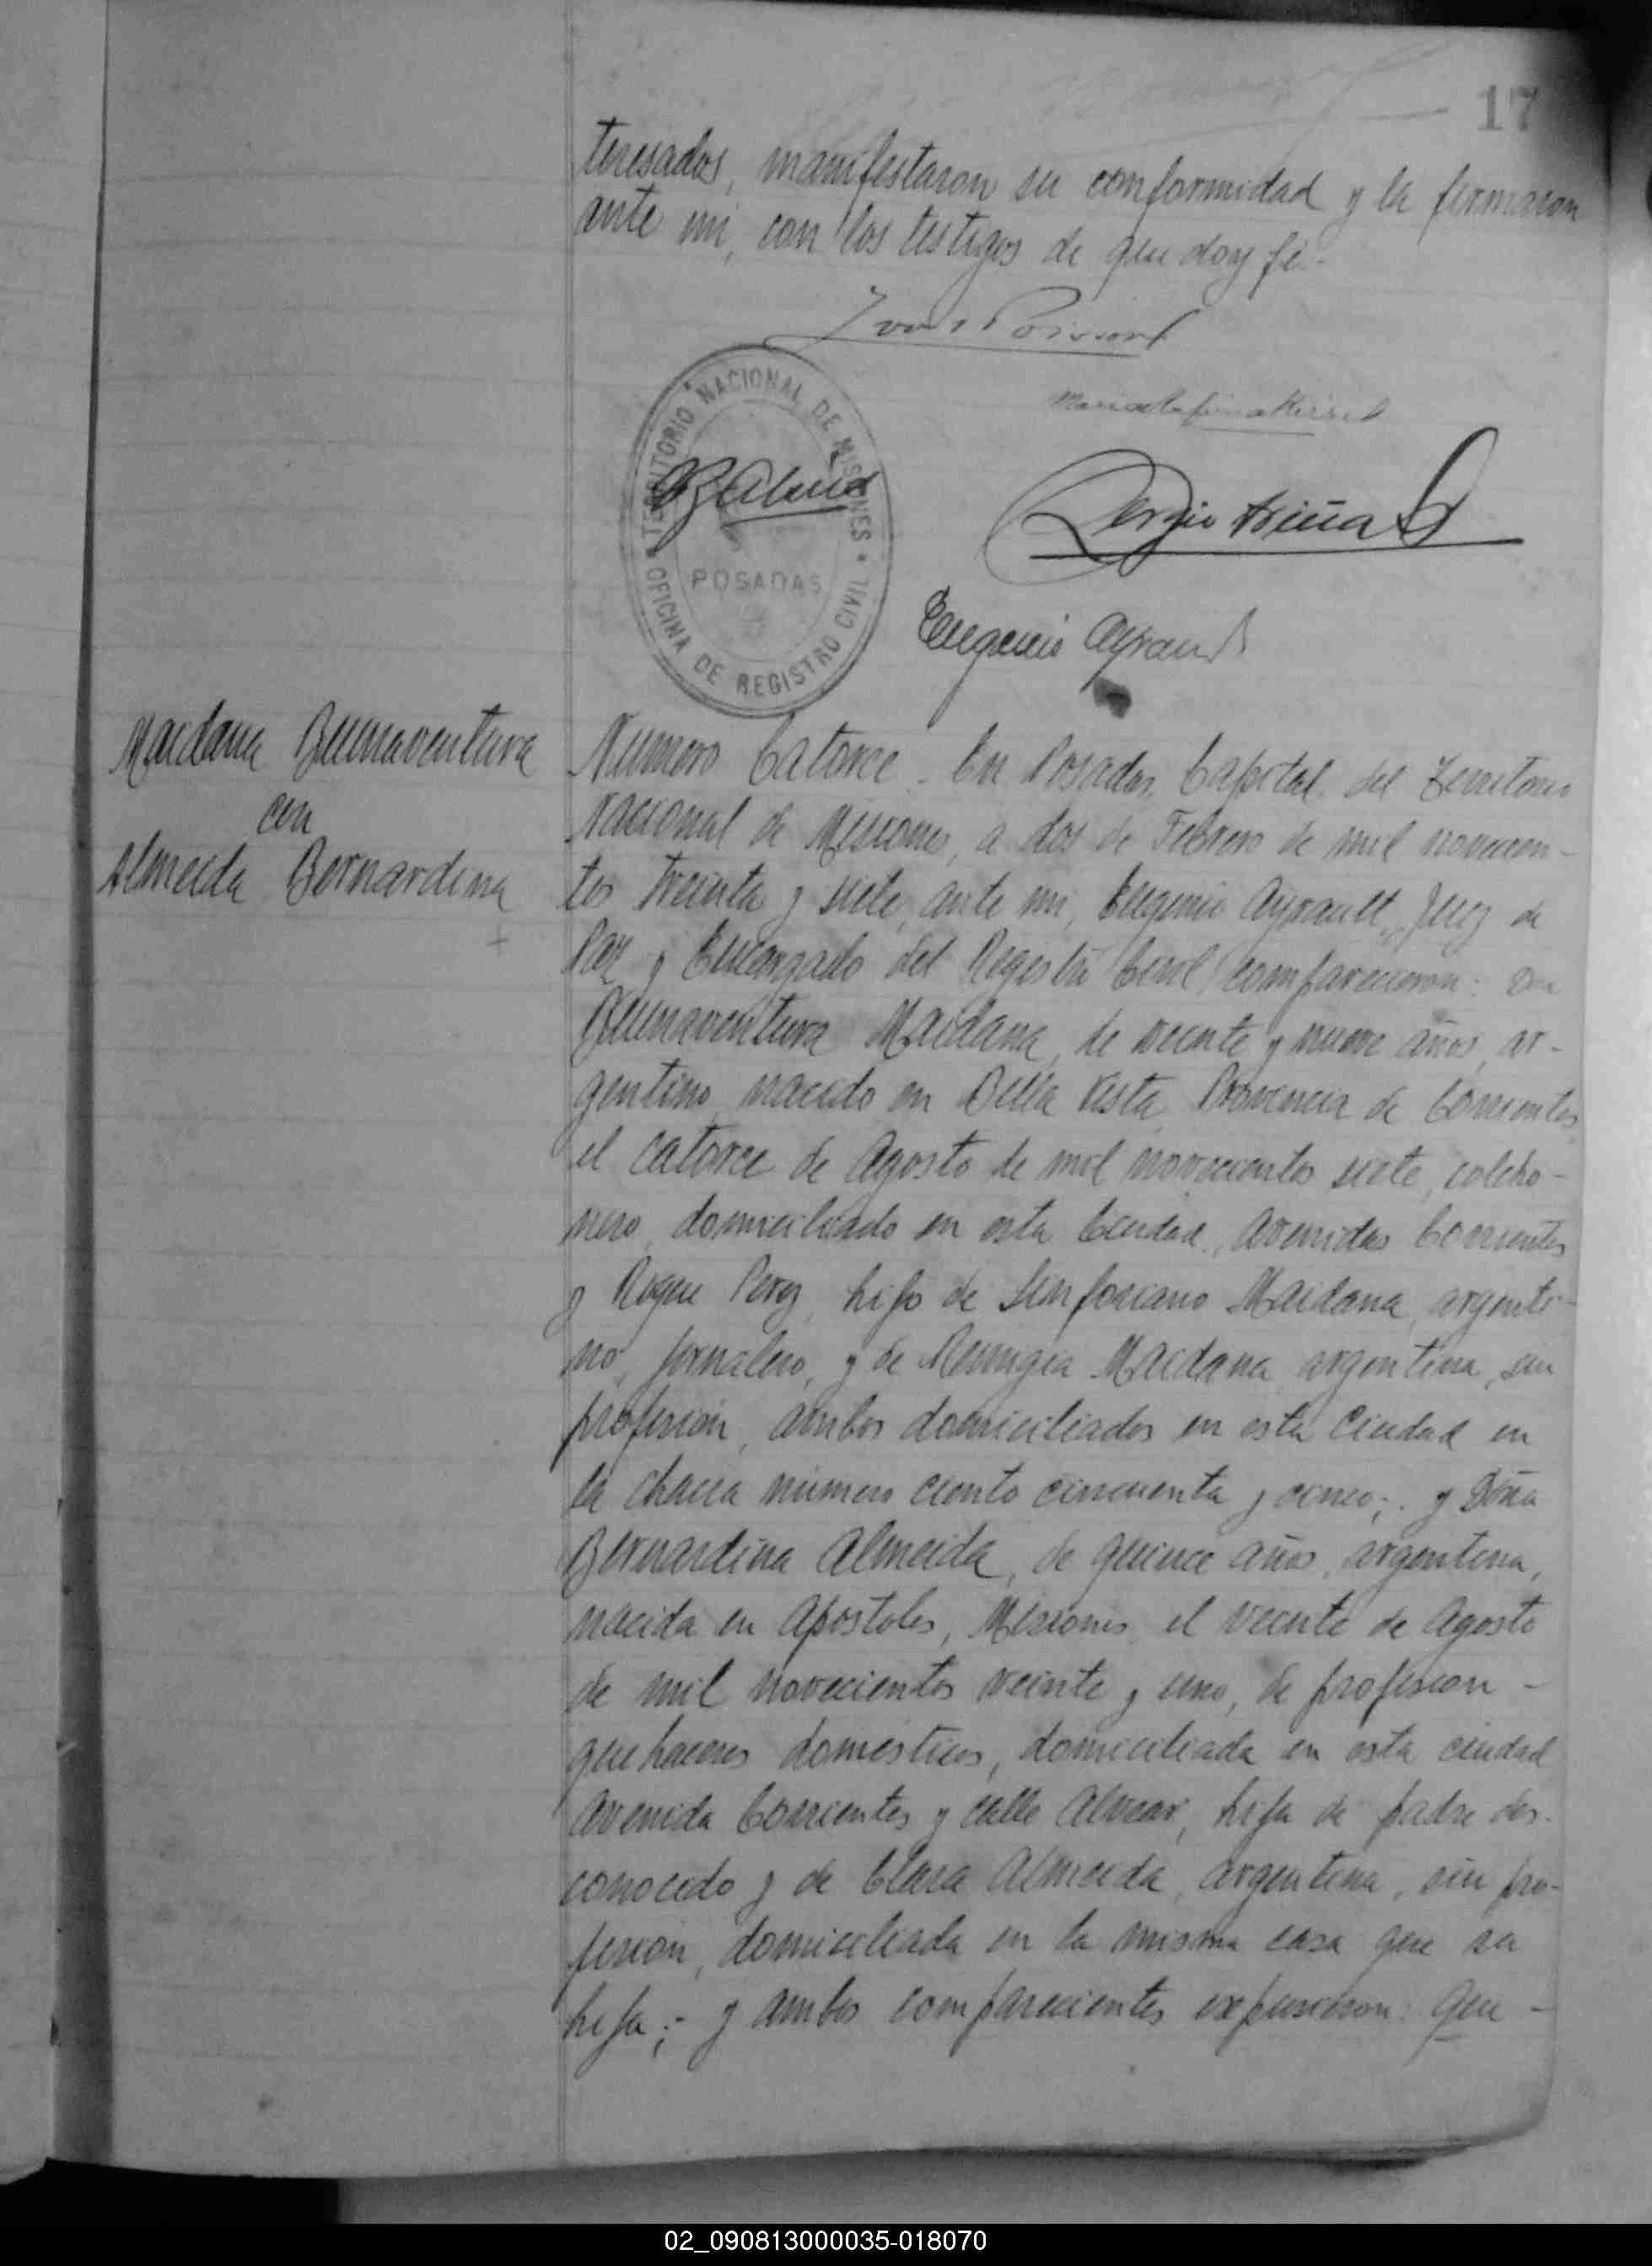 17
teresados, manifestaron su conformidad y la firmaron
ante mi, con los testigos de que doy fé.-
TERRITORIO NACIONAL DE MISIONES
POSADAS
OFICINA DE REGISTRO CIVIL
Eugenio Ayrault
Maidana Buenaventura
con
Almeida Bernardina
Número Catorce. En Posadas, Capital del Territorio
Nacional de Misiones, a dos de Febrero de mil novecien-
tos treinta y siete, ante mi, Eugenio Ayrault, Juez de
Paz y Encargado del Registro Civil, comparecieron: Don
Buenaventura Maidana, de veinte y nueve años, ar-
gentino, nacido en Bella Vista, Provincia de Corrientes,
el catorce de Agosto de mil novecientos siete, colcho-
nero, domiciliado en esta Ciudad, Avenidas Corrientes
y Roque Perez, hijo de Sinforiano Maidana, argenti-
no, jornalero, y de Remigia Maidana, argentina, sin
profesion, ambos domiciliados en esta Ciudad en
la chacra número ciento cincuenta y cinco; y Doña
Bernardina Almeida, de quince años, argentina,
nacida en Apostoles, Misiones, el veinte de Agosto
de mil novecientos veinte y uno, de profesion -
quehaceres domesticos, domiciliada en esta ciudad
Avenida Corrientes y calle Alvear, hija de padre des-
conocido y de Clara Almeida, argentina, sin pro-
fesion, domiciliada en la misma casa que su
hija;- y ambos comparecientes expusieron: Que -
02_090813000035-018070